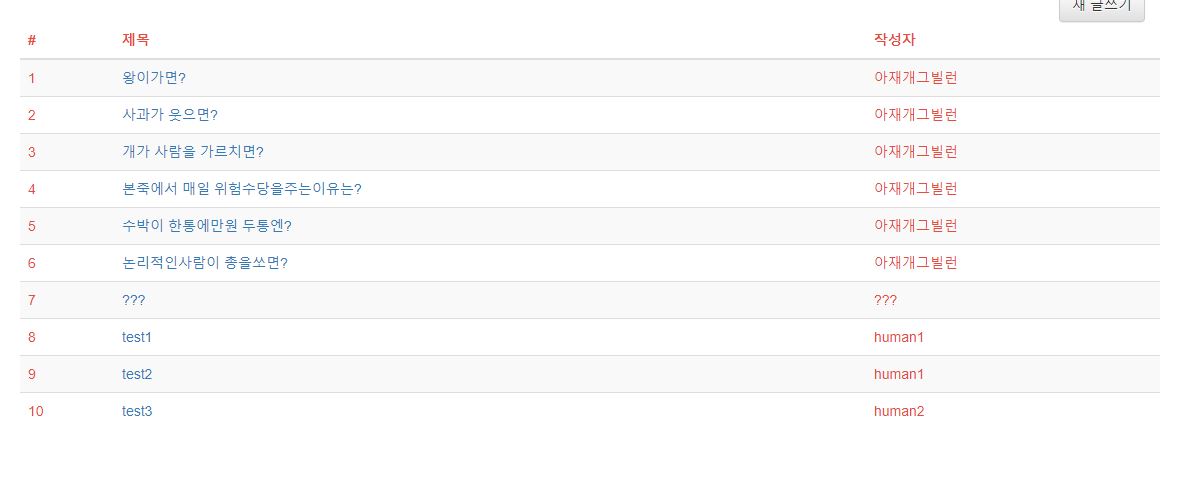 새 글쓰기
# 제목 작성자
1 왕이가면? 아재개그빌런
2 사과가 웃으면? 아재개그빌런
3 개가 사람을 가르치면? 아재개그빌런
4 본죽에서 매일 위험수당을주는이유는? 아재개그빌런
5 수박이 한통에만원 두통엔? 아재개그빌런
6 논리적인사람이 총을쏘면? 아재개그빌런
7 ??? ???
8 test1 human1
9 test2 human1
10 test3 human2